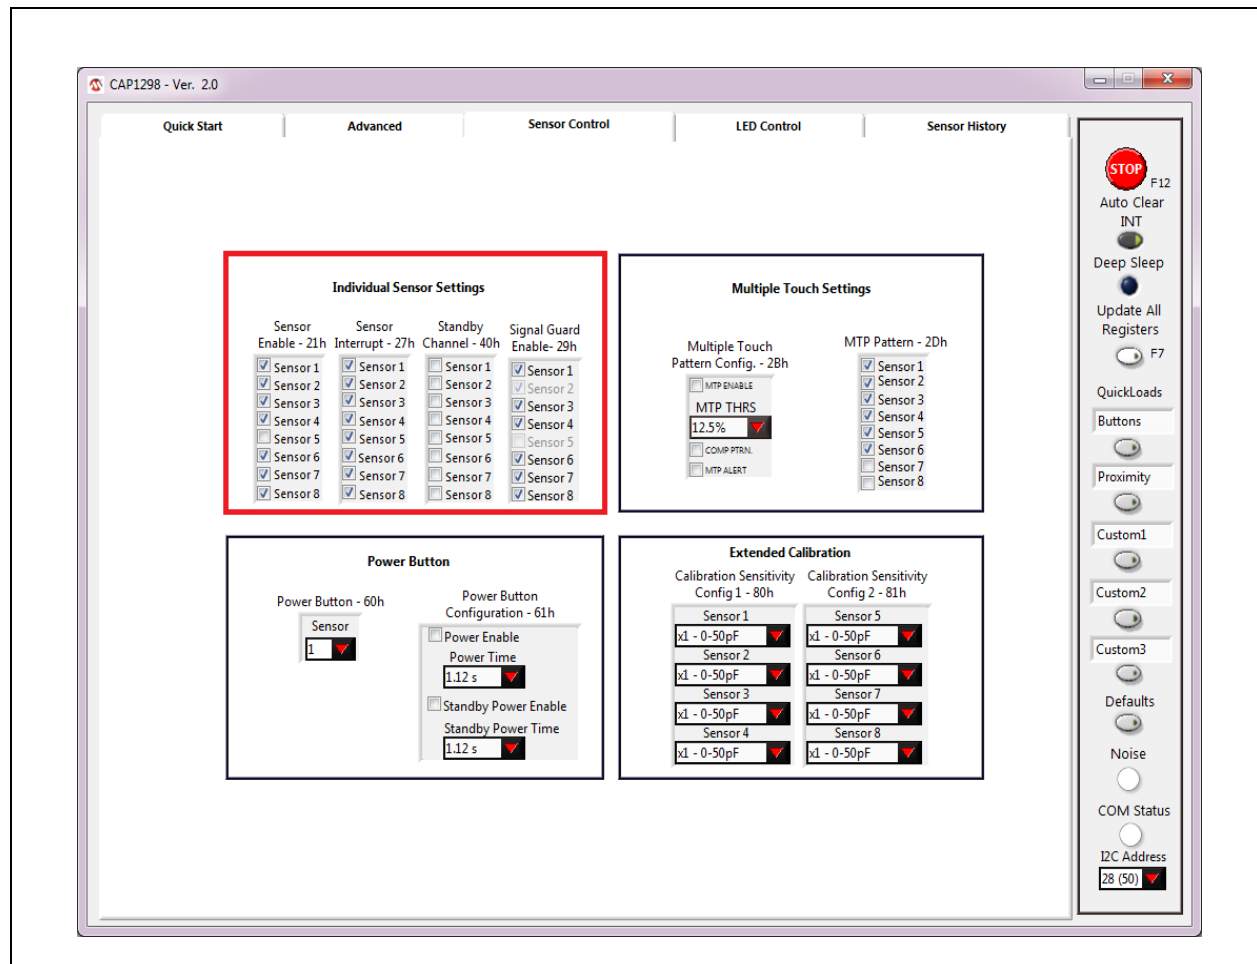 CAP1298 - Ver. 2.0
Quick Start
Advanced
Sensor Control
LED Control
Sensor History
Individual Sensor Settings
Sensor
Enable - 21h
Sensor 1
Sensor 2
Sensor 3
Sensor 4
Sensor 5
Sensor 6
Sensor 7
Sensor 8
Sensor
Interrupt - 27h
Sensor 1
Sensor 2
Sensor 3
Sensor 4
Sensor 5
Sensor 6
Sensor 7
Sensor 8
Standby
Channel - 40h
Sensor 1
Sensor 2
Sensor 3
Sensor 4
Sensor 5
Sensor 6
Sensor 7
Sensor 8
Signal Guard
Enable- 29h
Sensor 1
Sensor 2
Sensor 3
Sensor 4
Sensor 5
Sensor 6
Sensor 7
Sensor 8
Multiple Touch Settings
Multiple Touch
Pattern Config. - 2Bh
MTP ENABLE
MTP THRS
12.5%
COMP PTRN.
MTP ALERT
MTP Pattern - 2Dh
Sensor 1
Sensor 2
Sensor 3
Sensor 4
Sensor 5
Sensor 6
Sensor 7
Sensor 8
Power Button
Power Button - 60h
Sensor
1
Power Button
Configuration - 61h
Power Enable
Power Time
1.12 s
Standby Power Enable
Standby Power Time
1.12 s
Extended Calibration
Calibration Sensitivity
Config 1 - 80h
Sensor 1
x1 - 0-50pF
Sensor 2
x1 - 0-50pF
Sensor 3
x1 - 0-50pF
Sensor 4
x1 - 0-50pF
Calibration Sensitivity
Config 2 - 81h
Sensor 5
x1 - 0-50pF
Sensor 6
x1 - 0-50pF
Sensor 7
x1 - 0-50pF
Sensor 8
x1 - 0-50pF
STOP
F12
Auto Clear
INT
Deep Sleep
Update All
Registers
F7
QuickLoads
Buttons
Proximity
Custom1
Custom2
Custom3
Defaults
Noise
COM Status
I2C Address
28 (50)